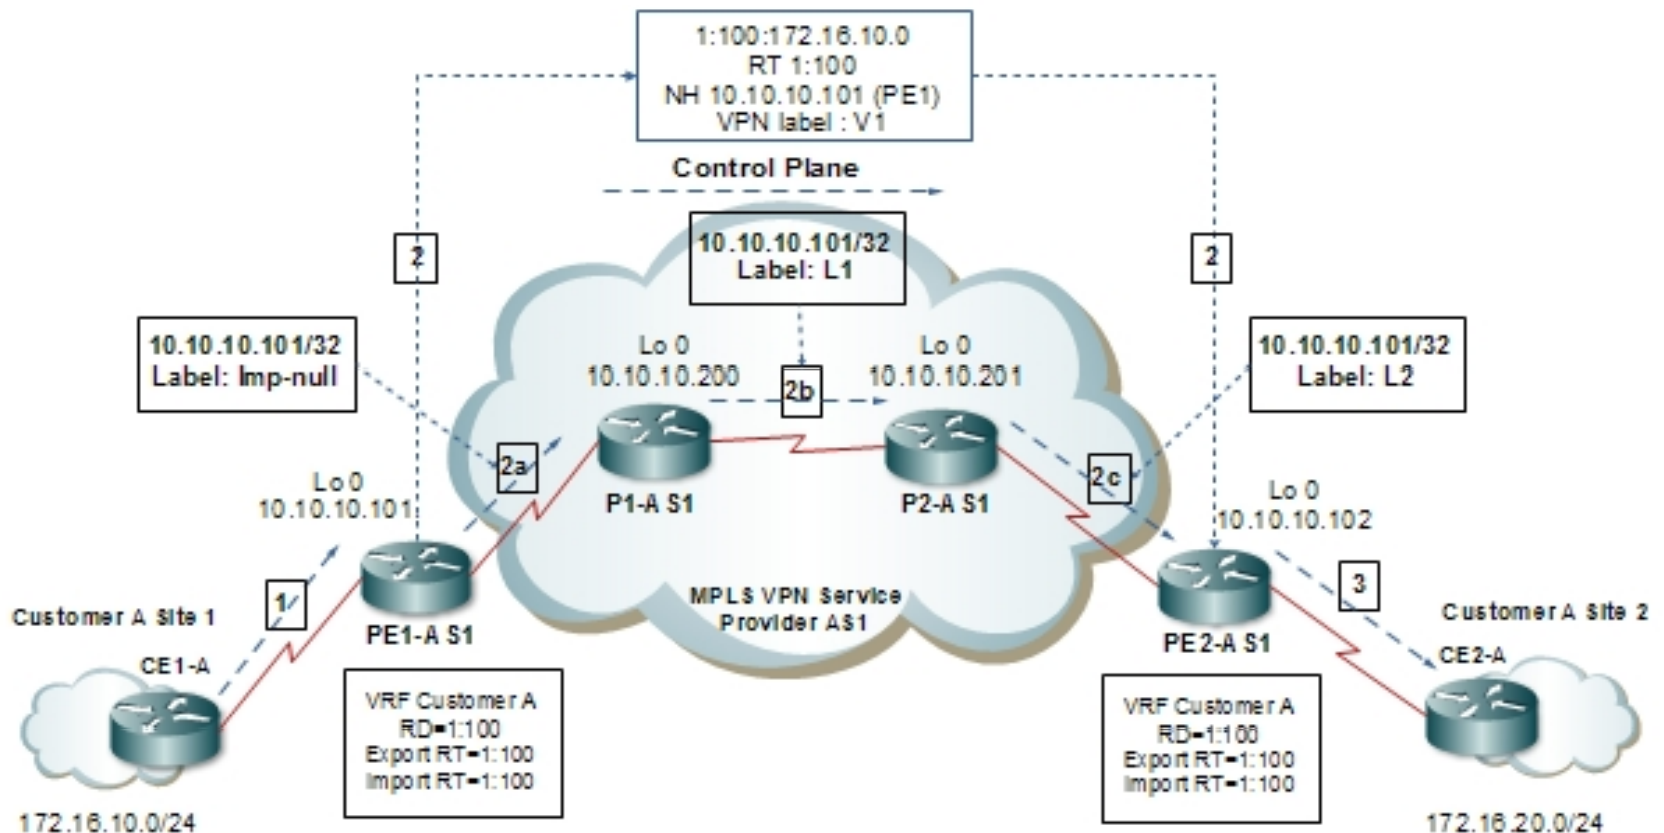 1:100:172.16.10.0
RT 1:100
NH 10.10.10.101 (PE1)
VPN label : V1
Control Plane
2
10.10.10.101/32
Label: L1
2
10.10.10.101/32
Label: Imp-null
Lo 0
10.10.10.200
2b
Lo 0
10.10.10.201
10.10.10.101/32
Label: L2
2a
P1-A S1
P2-A S1
2c
Lo 0
10.10.10.101
Lo 0
10.10.10.102
1
Customer A Site 1
CE1-A
PE1-A S1
MPLS VPN Service
Provider AS1
PE2-A S1
3
Customer A Site 2
CE2-A
VRF Customer A
RD=1:100
Export RT=1:100
Import RT=1:100
VRF Customer A
RD=1:100
Export RT=1:100
Import RT=1:100
172.16.10.0/24
172.16.20.0/24